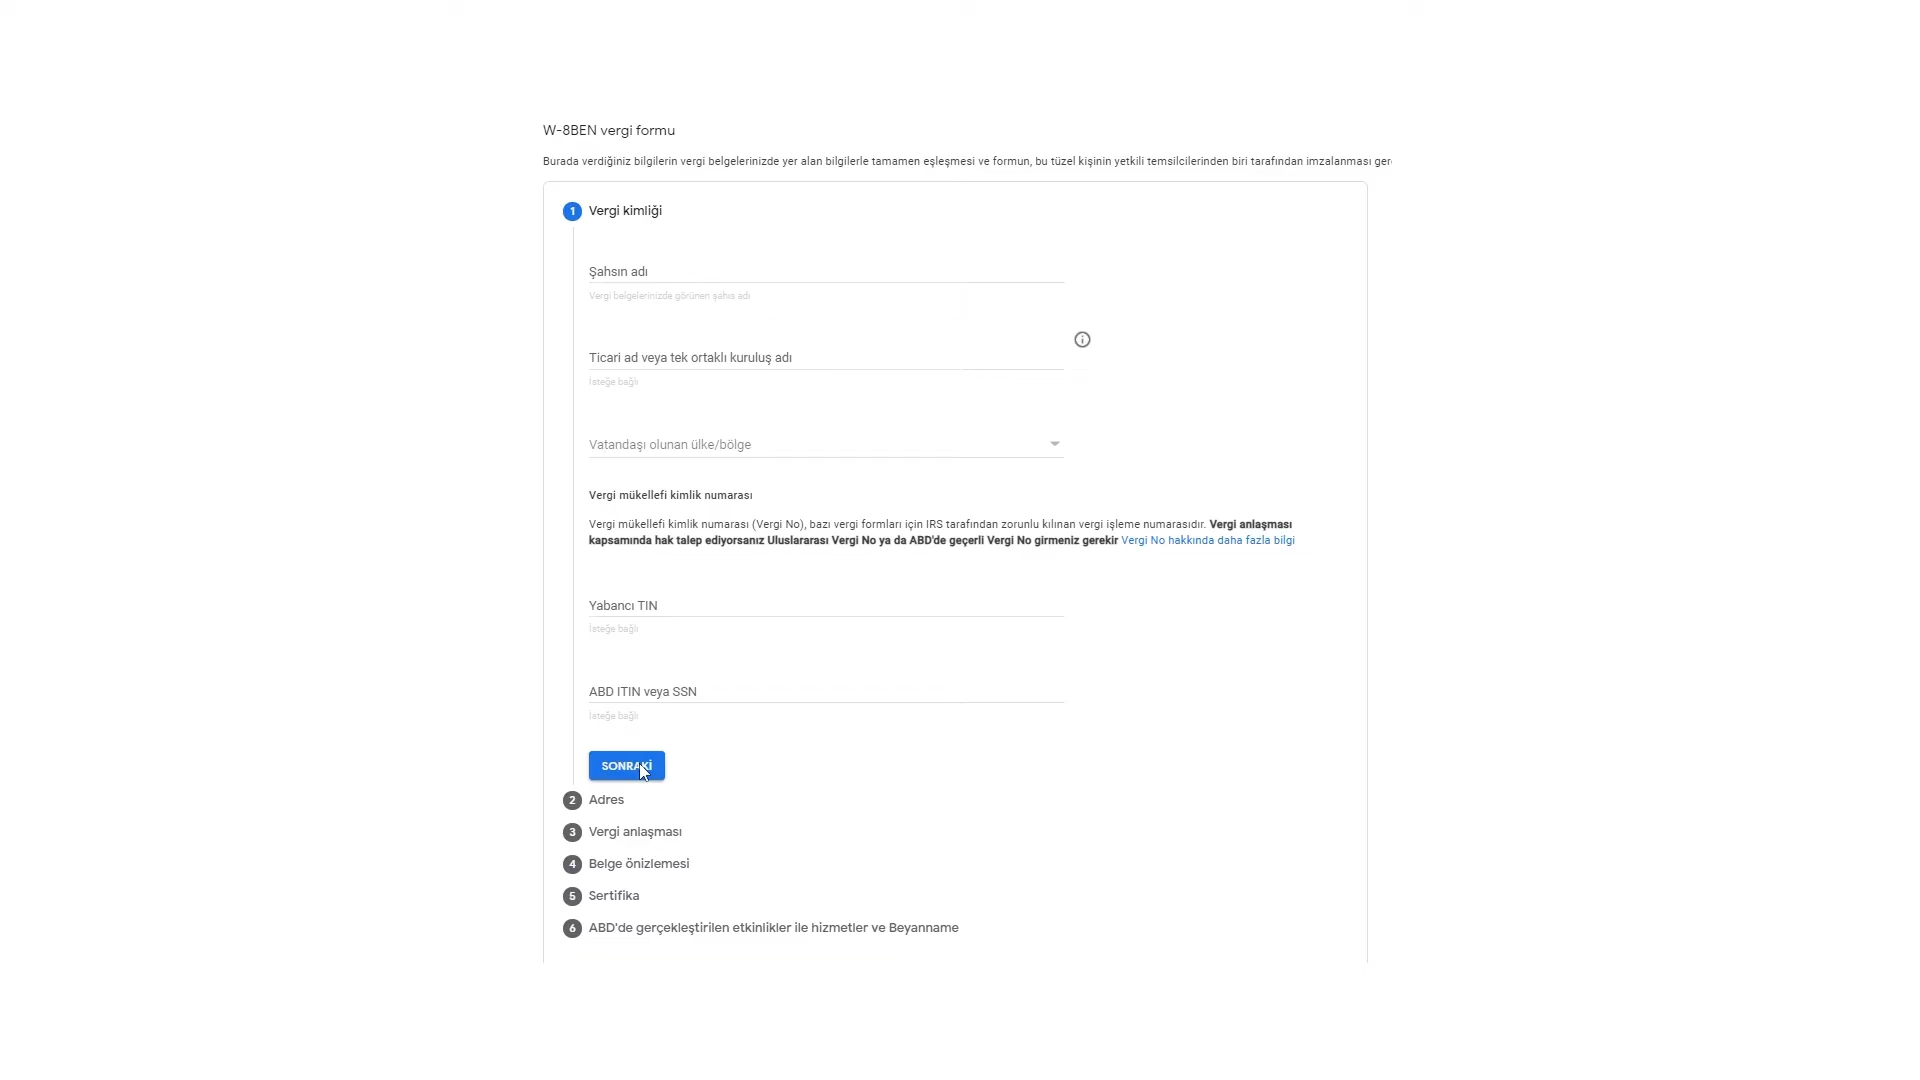 W-8BEN vergi formu
Burada verdiğiniz bilgilerin vergi belgelerinizde yer alan bilgilerle tamamen eşleşmesi ve formun, bu tüzel kişinin yetkili temsilcilerinden biri tarafından imzalanması ger
1 Vergi kimliği
Şahsın adı
Vergi belgelerinizde görünen şahıs adı
Ticari ad veya tek ortaklı kuruluş adı
İsteğe bağlı
Vatandaşı olunan ülke/bölge
Vergi mükellefi kimlik numarası
Vergi mükellefi kimlik numarası (Vergi No), bazı vergi formları için IRS tarafından zorunlu kılınan vergi işleme numarasıdır. Vergi anlaşması
kapsamında hak talep ediyorsanız Uluslararası Vergi No ya da ABD'de geçerli Vergi No girmeniz gerekir Vergi No hakkında daha fazla bilgi
Yabancı TIN
İsteğe bağlı
ABD ITIN veya SSN
İsteğe bağlı
SONRAKİ
2 Adres
3 Vergi anlaşması
4 Belge önizlemesi
5 Sertifika
6 ABD'de gerçekleştirilen etkinlikler ile hizmetler ve Beyanname